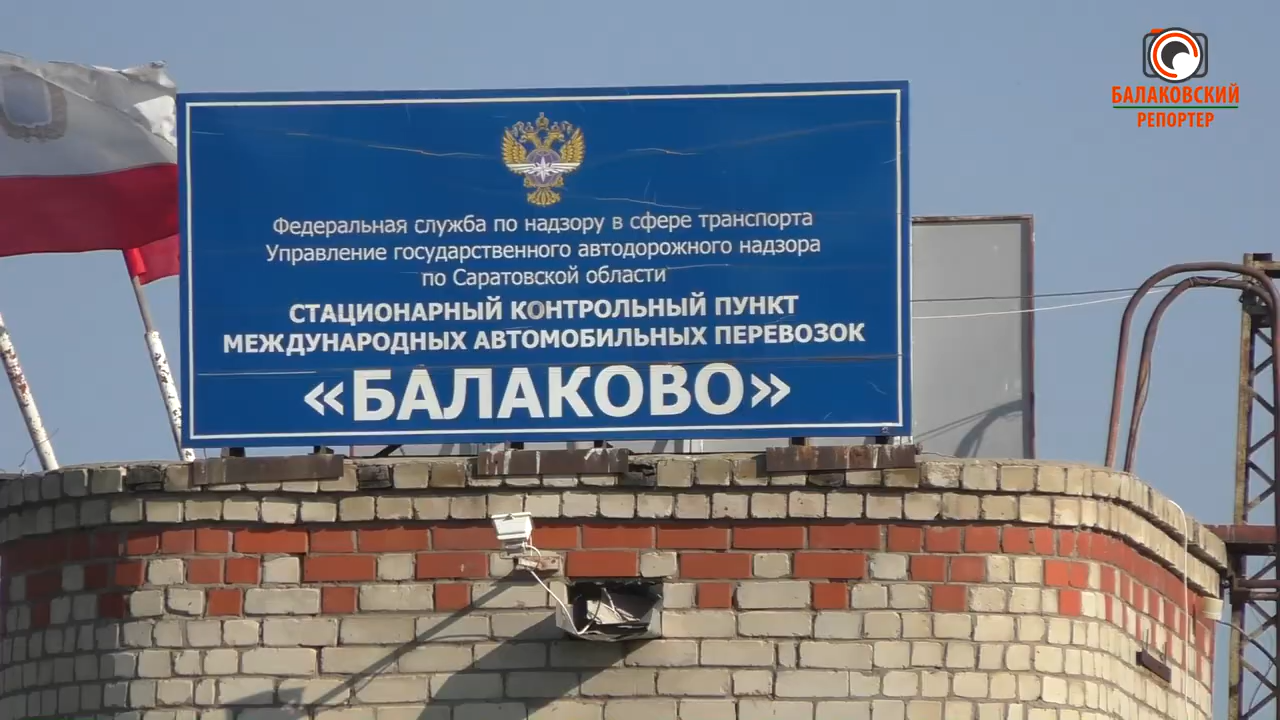 БАЛАКОВСКИЙ
РЕПОРТЕР
Федеральная служба по надзору в сфере транспорта
Управление государственного автодорожного надзора
по Саратовской области
СТАЦИОНАРНЫЙ КОНТРОЛЬНЫЙ ПУНКТ
МЕЖДУНАРОДНЫХ АВТОМОБИЛЬНЫХ ПЕРЕВОЗОК
«БАЛАКОВО»